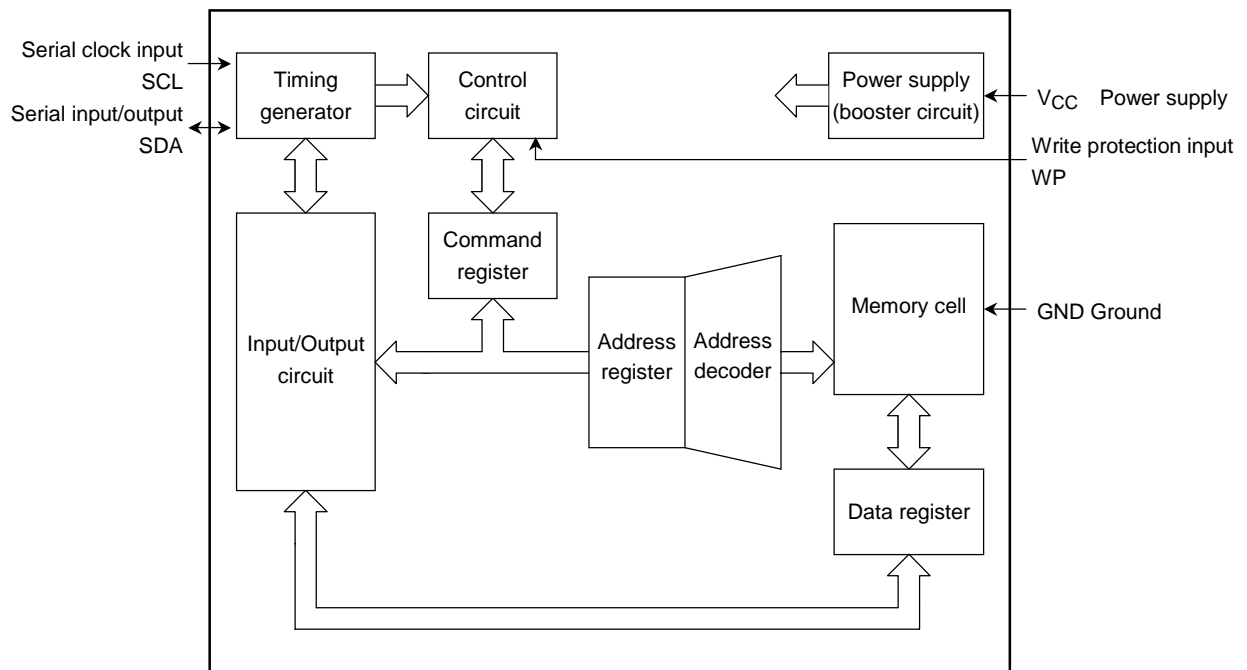 Serial clock input
SCL
Serial input/output
SDA
Timing
generator
Control
circuit
Power supply
(booster circuit)
VCC Power supply
Write protection input
WP
Command
register
Input/Output
circuit
Address
register
Address
decoder
Memory cell
GND Ground
Data register